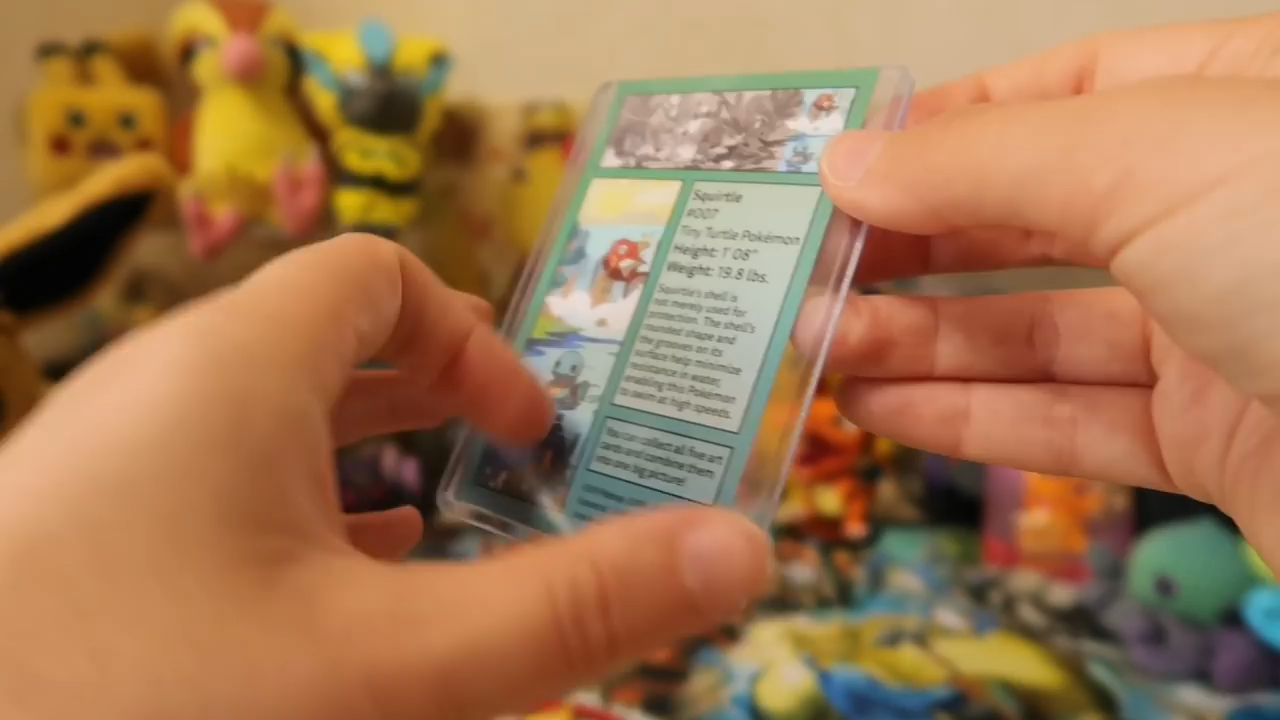 Squirtle
#007
Tiny Turtle Pokémon
Height: 1' 08"
Weight: 19.8 lbs.
Squirtle's shell is
not merely used for
protection. The shell's
rounded shape and
the grooves on its
surface help minimize
resistance in water,
enabling this Pokémon
to swim at high speeds.
You can collect all five art
cards and combine them
into one big picture!